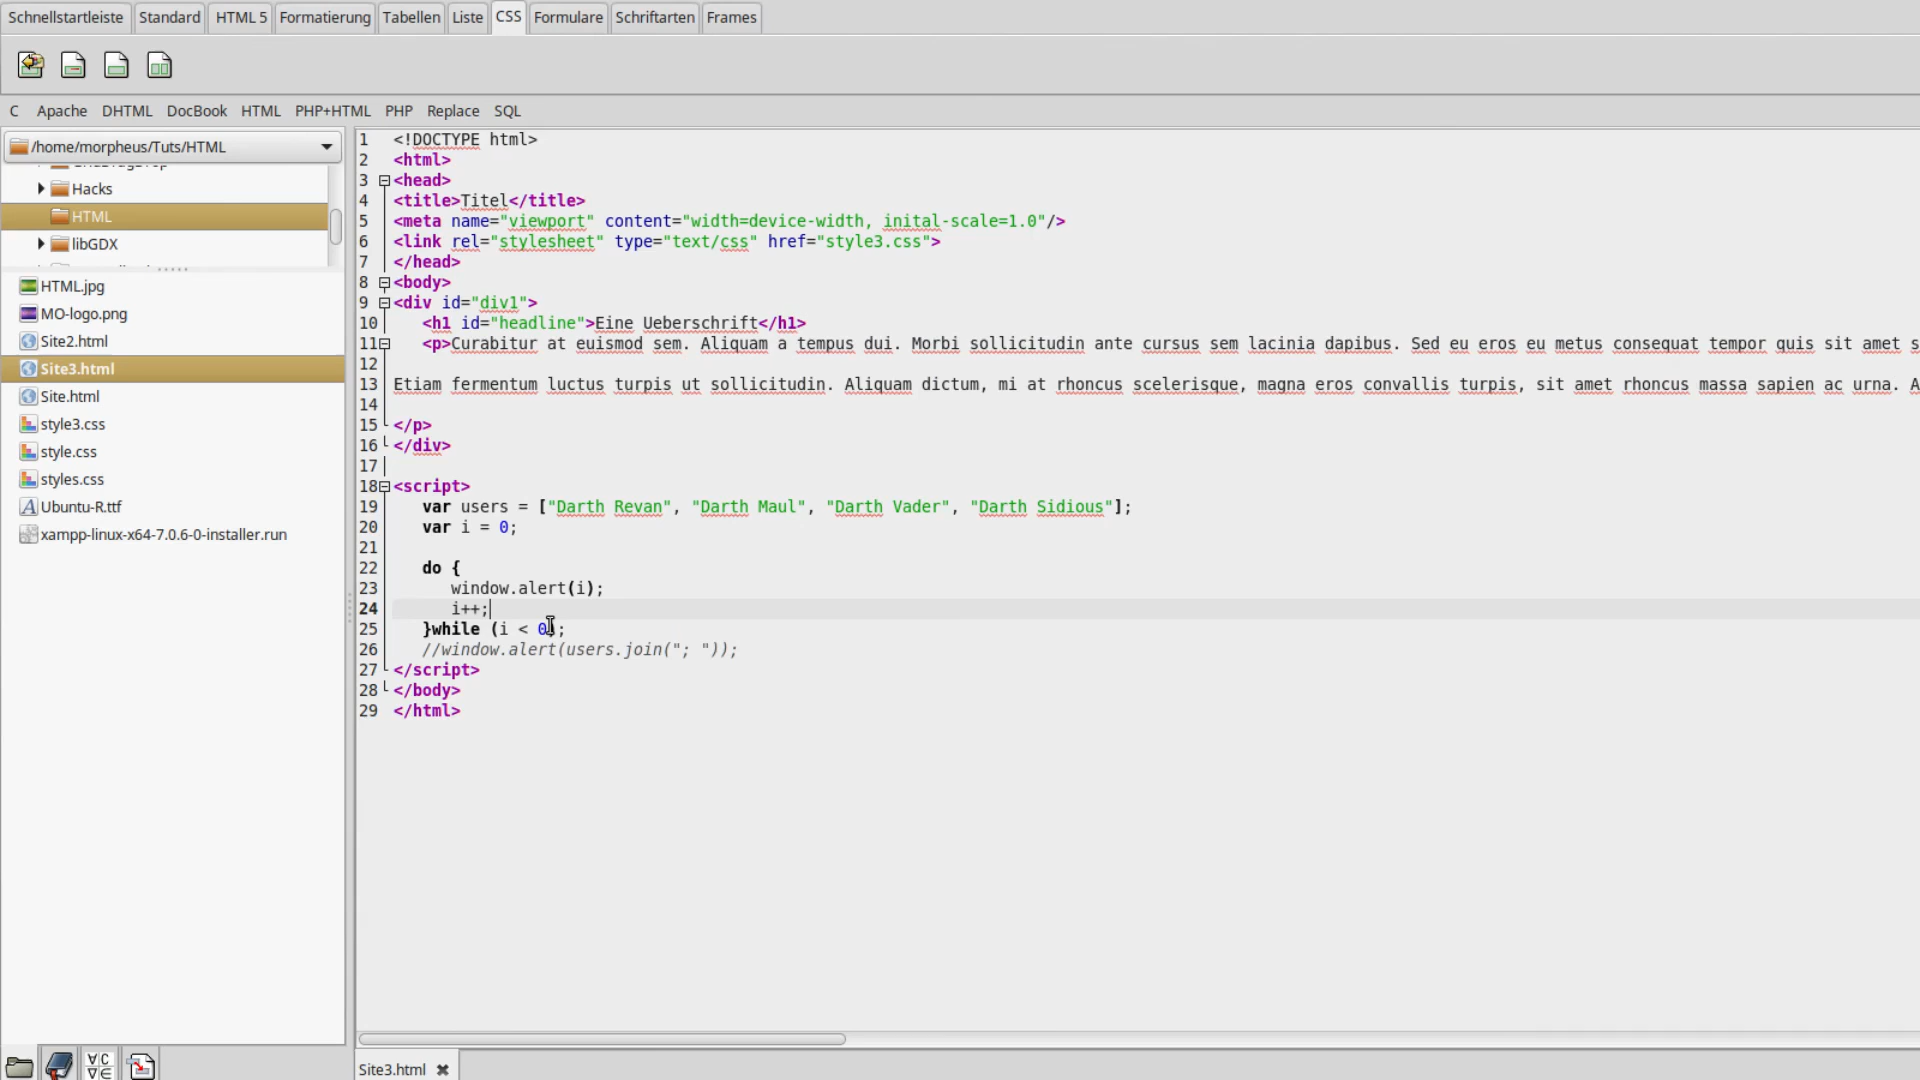 Schnellstartleiste Standard HTML 5 Formatierung Tabellen Liste CSS Formulare Schriftarten Frames
C Apache DHTML DocBook HTML PHP+HTML PHP Replace SQL
/home/morpheus/Tuts/HTML
Hacks
HTML
libGDX
HTML.jpg
MO-logo.png
Site2.html
Site3.html
Site.html
style3.css
style.css
styles.css
Ubuntu-R.ttf
xampp-linux-x64-7.0.6-0-installer.run
1 <!DOCTYPE html>
2 <html>
3 <head>
4 <title>Titel</title>
5 <meta name="viewport" content="width=device-width, inital-scale=1.0"/>
6 <link rel="stylesheet" type="text/css" href="style3.css">
7 </head>
8 <body>
9 <div id="div1">
10 <h1 id="headline">Eine Ueberschrift</h1>
11 <p>Curabitur at euismod sem. Aliquam a tempus dui. Morbi sollicitudin ante cursus sem lacinia dapibus. Sed eu eros eu metus consequat tempor quis sit amet s
12
13 Etiam fermentum luctus turpis ut sollicitudin. Aliquam dictum, mi at rhoncus scelerisque, magna eros convallis turpis, sit amet rhoncus massa sapien ac urna. A
14
15 </p>
16 </div>
17
18 <script>
19 var users = ["Darth Revan", "Darth Maul", "Darth Vader", "Darth Sidious"];
20 var i = 0;
21
22 do {
23 window.alert(i);
24 i++;
25 }while (i < 0);
26 //window.alert(users.join("; "));
27 </script>
28 </body>
29 </html>
Site3.html